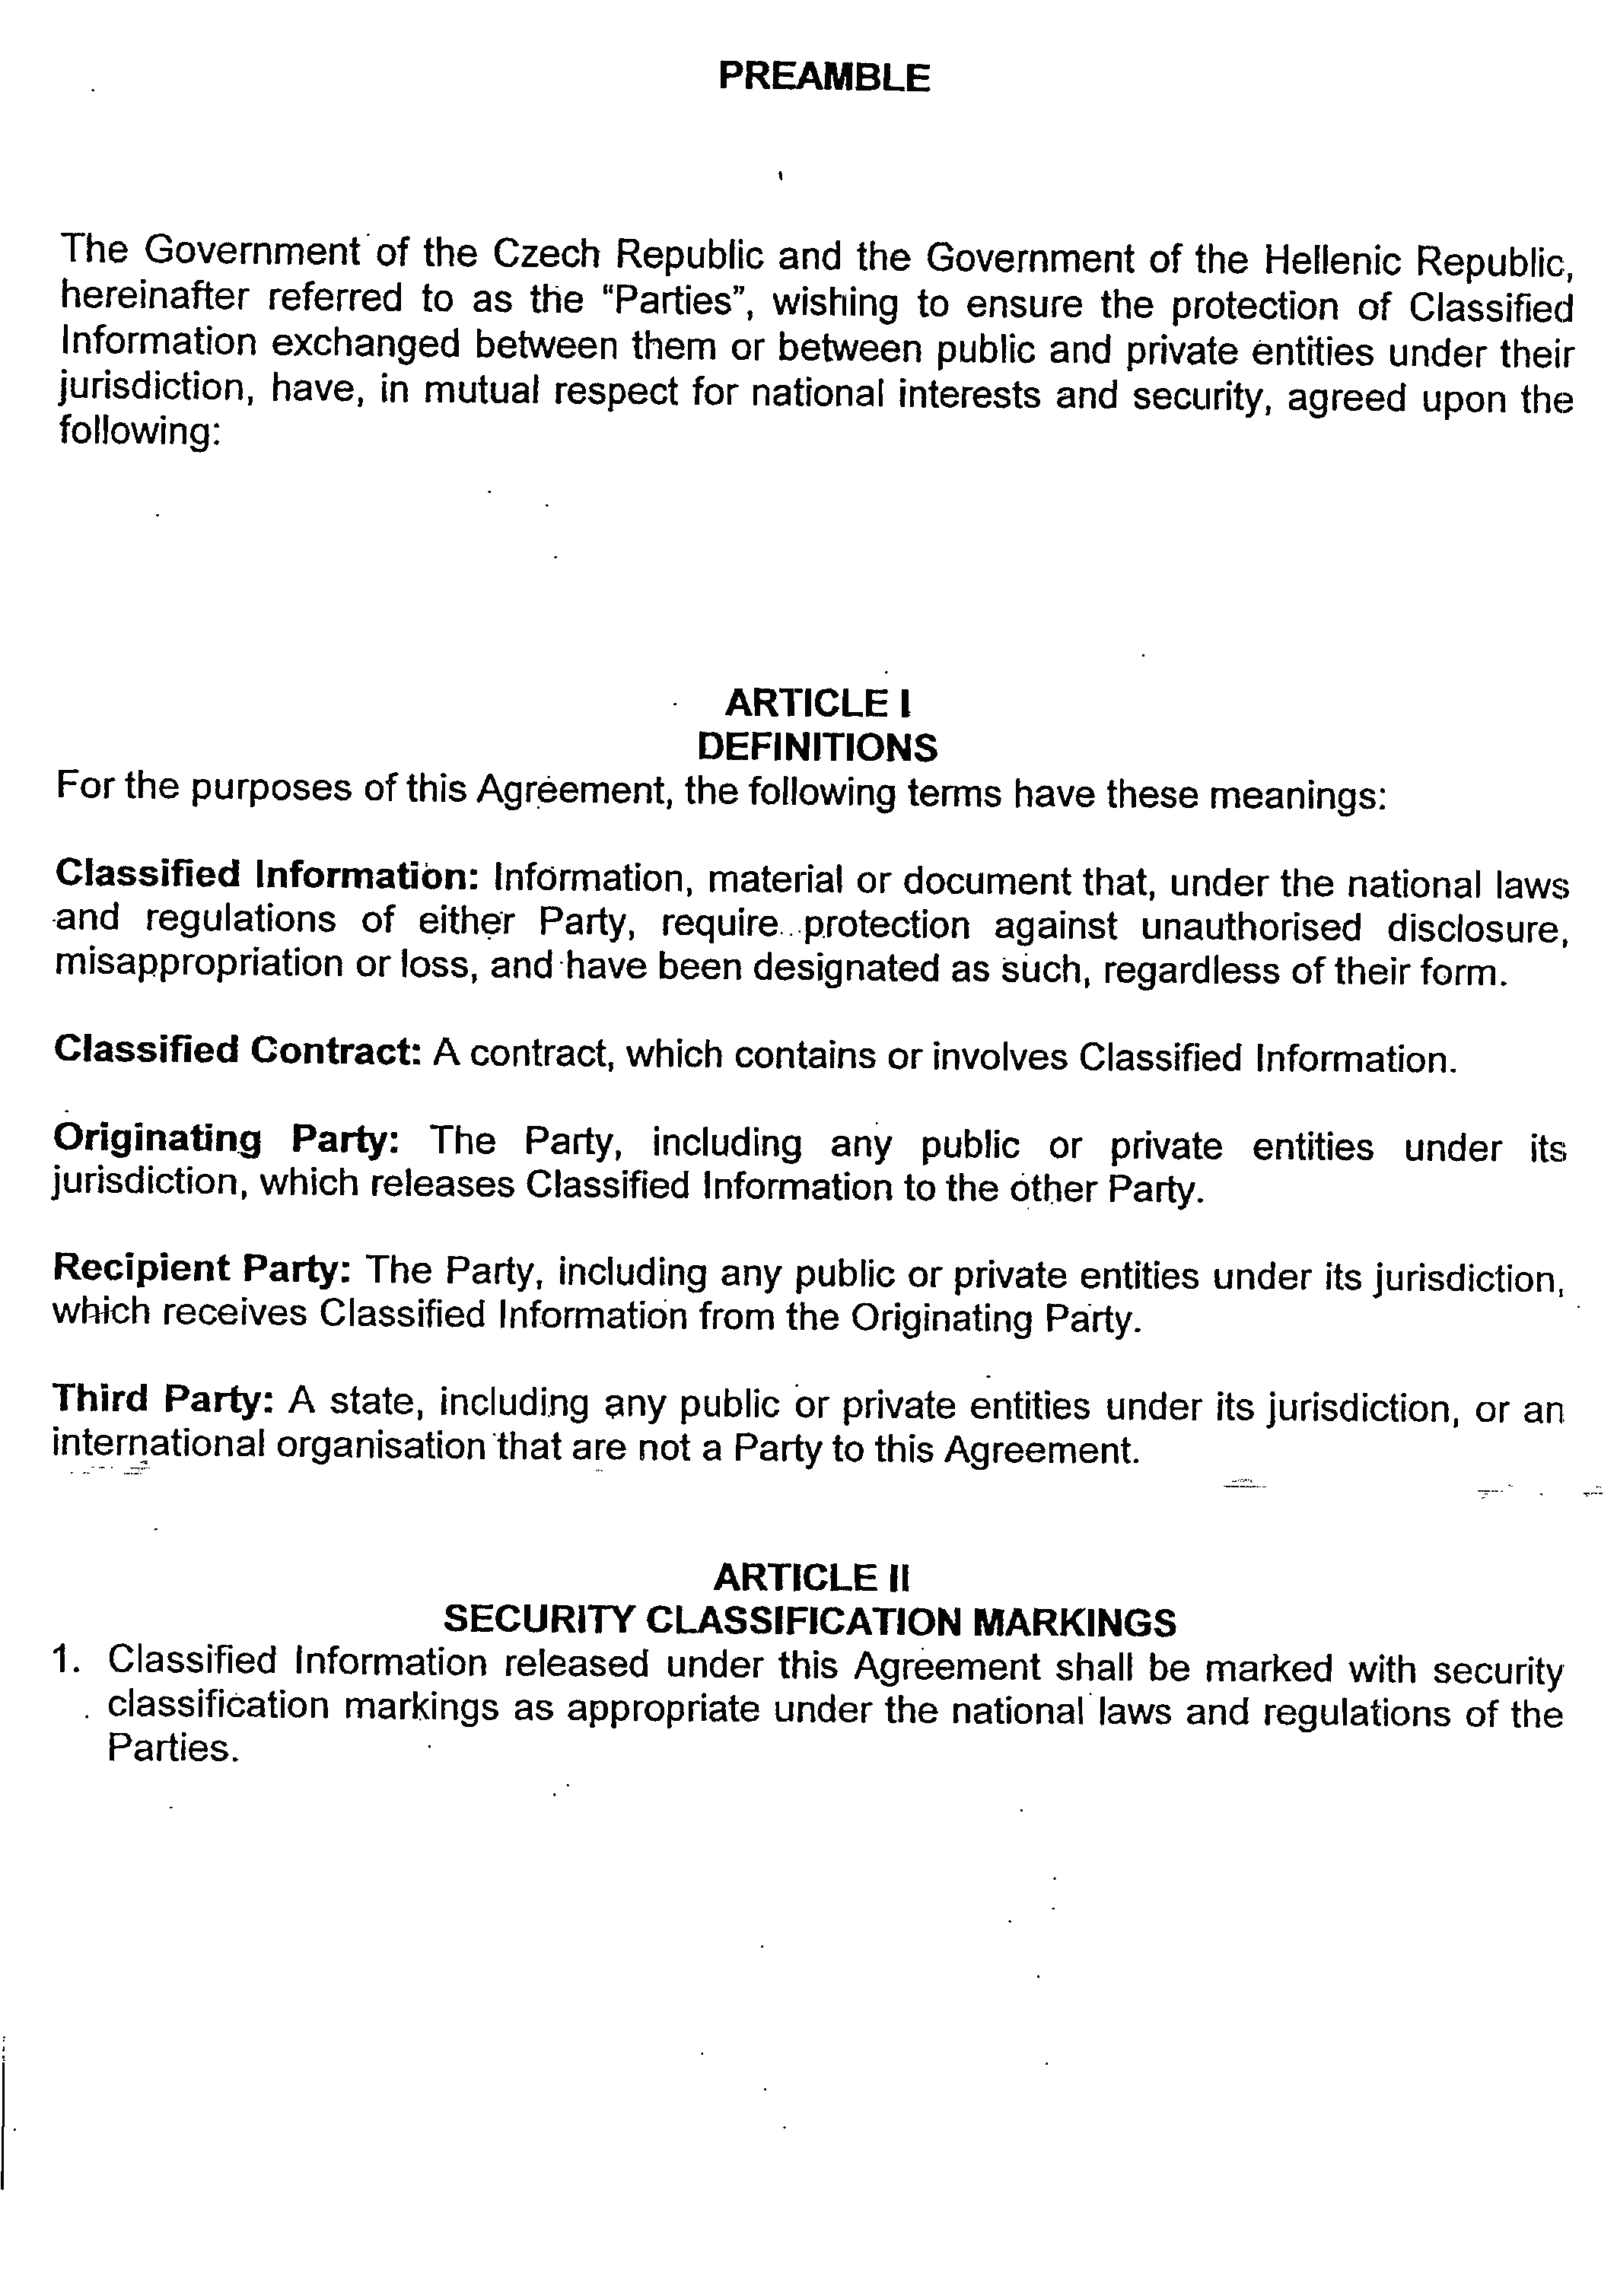 PREAMBLE
The Government of the Czech Republic and the Government of the Hellenic Republic,
hereinafter referred to as the “Parties”, wishing to ensure the protection of Classified
Information exchanged between them or between public and private entities under their
jurisdiction, have, in mutual respect for national interests and security, agreed upon the
following:
ARTICLE I
DEFINITIONS
For the purposes of this Agreement, the following terms have these meanings:
Classified Information: Information, material or document that, under the national laws
and regulations of either Party, require protection against unauthorised disclosure,
misappropriation or loss, and have been designated as such, regardless of their form.
Classified Contract: A contract, which contains or involves Classified Information.
Originating Party: The Party, including any public or private entities under its
jurisdiction, which releases Classified Information to the other Party.
Recipient Party: The Party, including any public or private entities under its jurisdiction,
which receives Classified Information from the Originating Party.
Third Party: A state, including any public or private entities under its jurisdiction, or an
international organisation that are not a Party to this Agreement.
ARTICLE II
SECURITY CLASSIFICATION MARKINGS
1. Classified Information released under this Agreement shall be marked with security
classification markings as appropriate under the national laws and regulations of the
Parties.